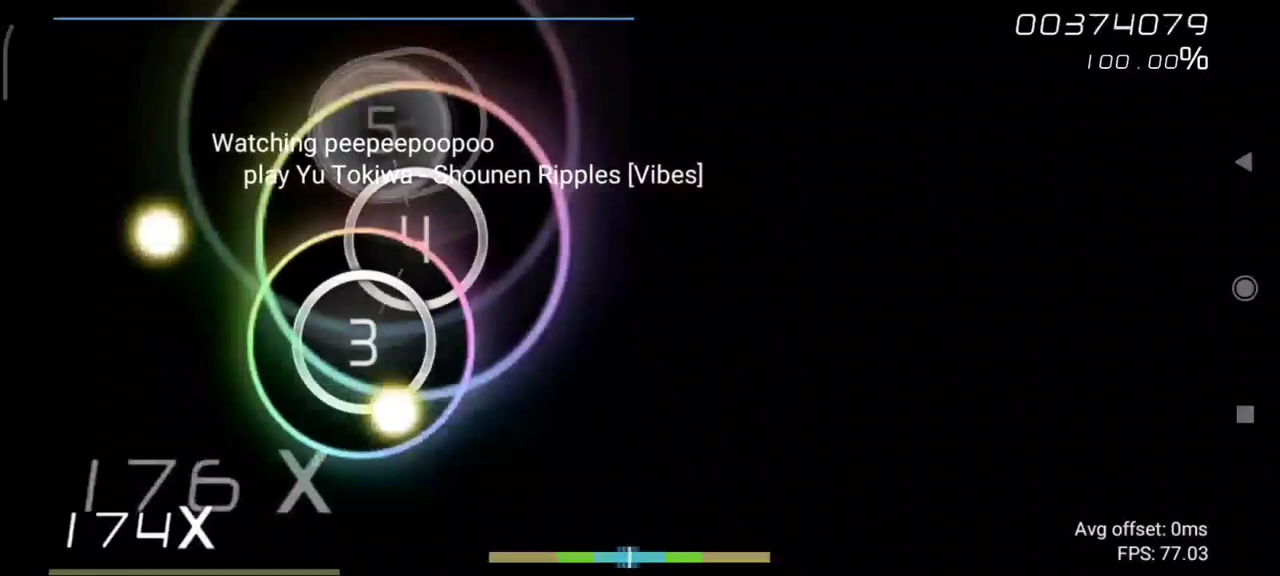 00374079
100.00%
5
Watching peepeepoopoo
play Yu Tokiwa - Shounen Ripples [Vibes]
4
3
176 X
174X
Avg offset: 0ms
FPS: 77.03